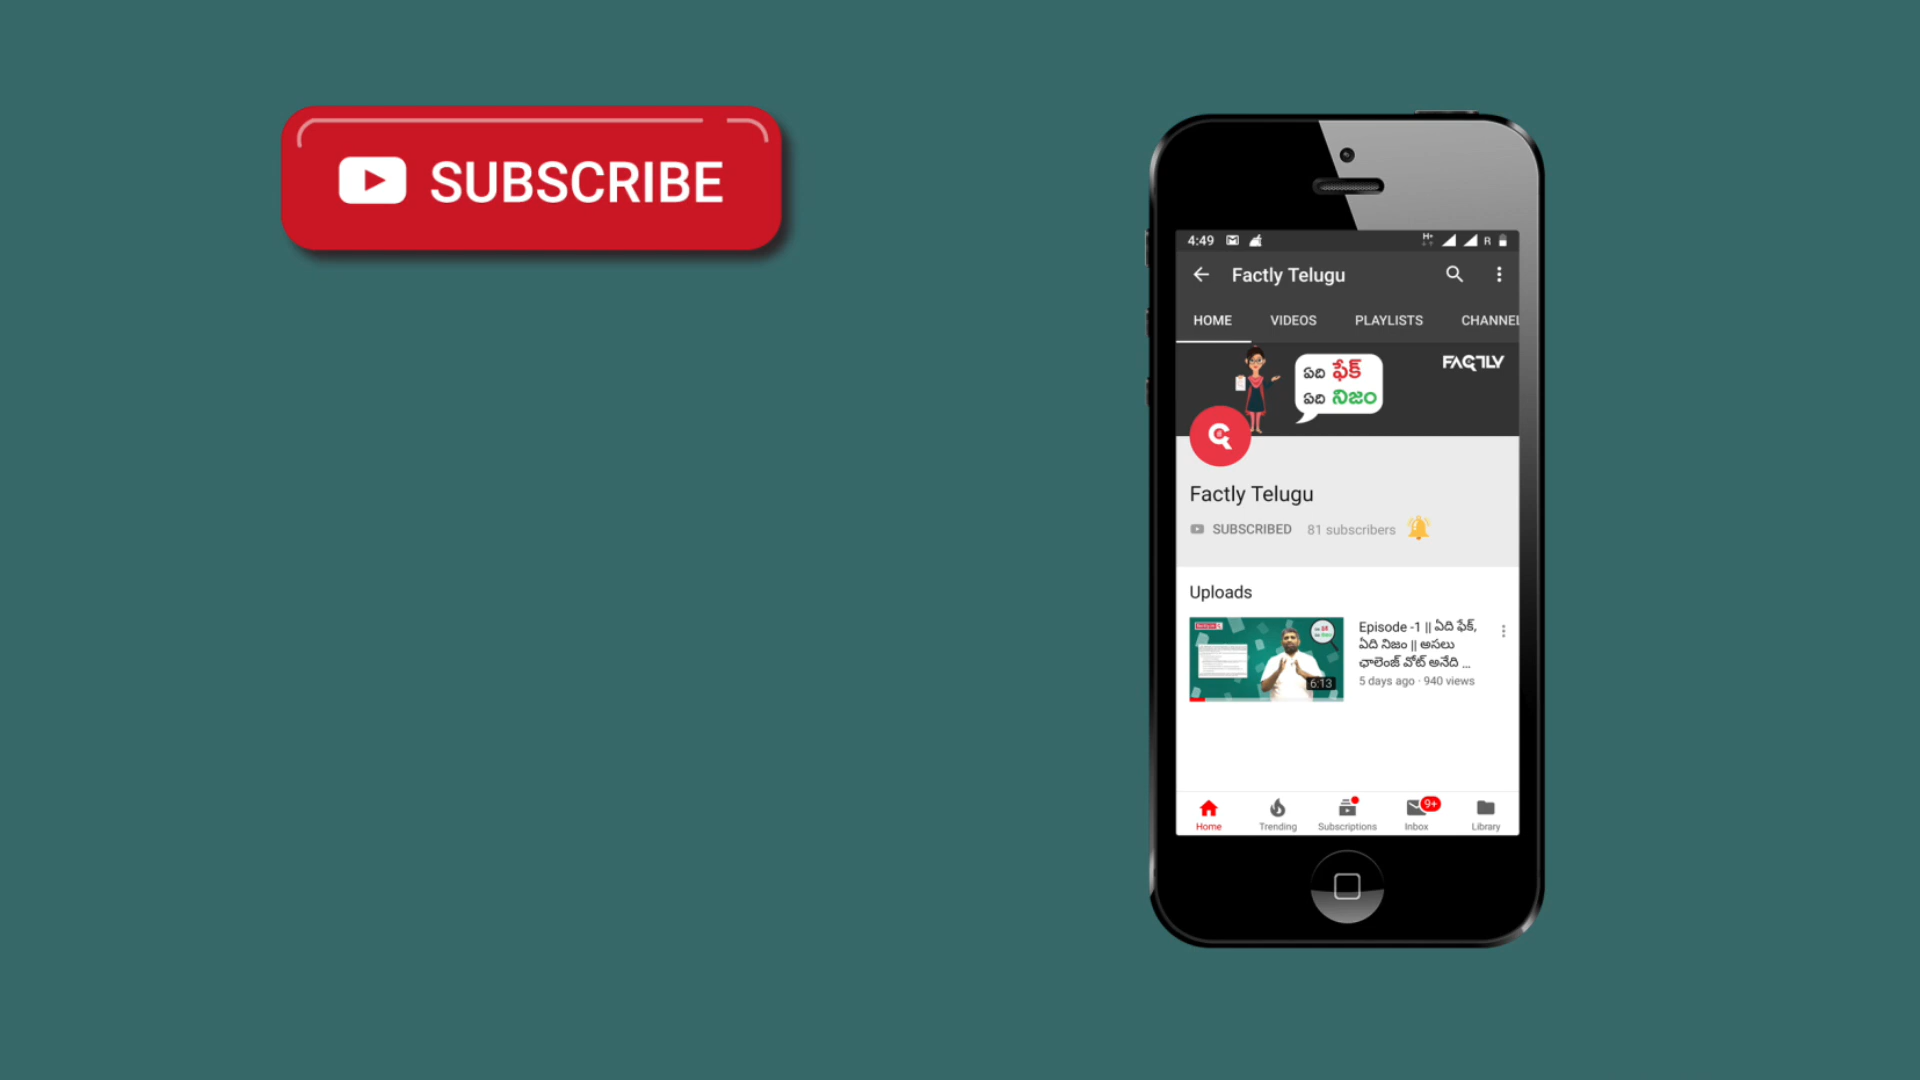 SUBSCRIBE
4:49
H+
R
Factly Telugu
HOME VIDEOS PLAYLISTS CHANNEL
ఏది ఫేక్
ఏది నిజం
FACTLY
Factly Telugu
SUBSCRIBED 81 subscribers
Uploads
Episode -1 || ఏది ఫేక్,
ఏది నిజం || అసలు
ఛాలెంజ్ వోట్ అనేది ...
5 days ago · 940 views
6:13
9+
Home Trending Subscriptions Inbox Library